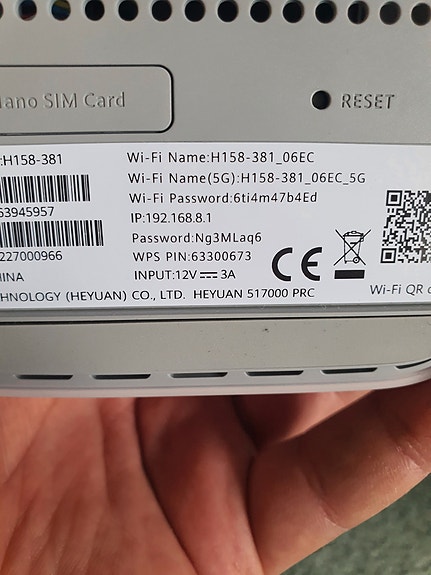 Nano SIM Card
RESET
:H158-381
Wi-Fi Name:H158-381_06EC
Wi-Fi Name(5G):H158-381_06EC_5G
Wi-Fi Password:6ti4m47b4Ed
63945957
IP:192.168.8.1
Password:Ng3MLaq6
227000966
WPS PIN:63300673
INPUT:12V⎓3A
CE
HINA
HNOLOGY (HEYUAN) CO., LTD. HEYUAN 517000 PRC
Wi-Fi QR